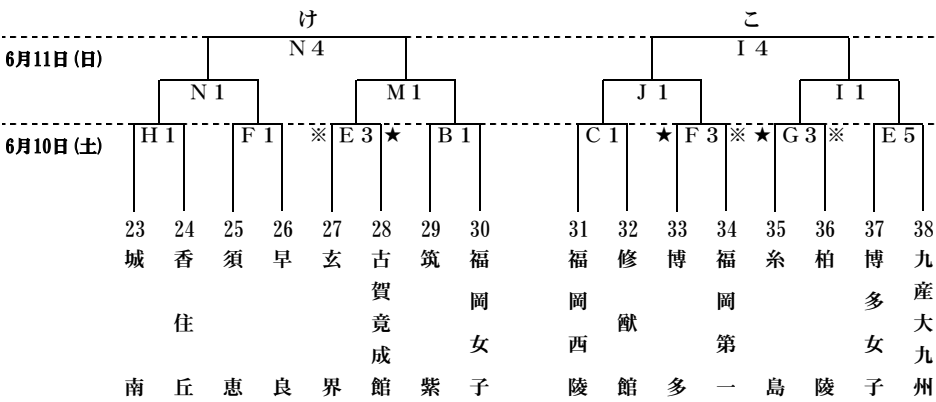 け こ
N4 I4
6月11日(日)
N1 M1 J1 I1
H1 F1 ※E3★ B1 C1 ★F3※ ★G3※ E5
6月10日(土)
23 24 25 26 27 28 29 30 31 32 33 34 35 36 37 38
城南
香住丘
須恵
早良
玄界
古賀竟成館
筑紫
福岡女子
福岡西陵
修猷館
博多
福岡第一
糸島
柏陵
博多女子
九産大九州